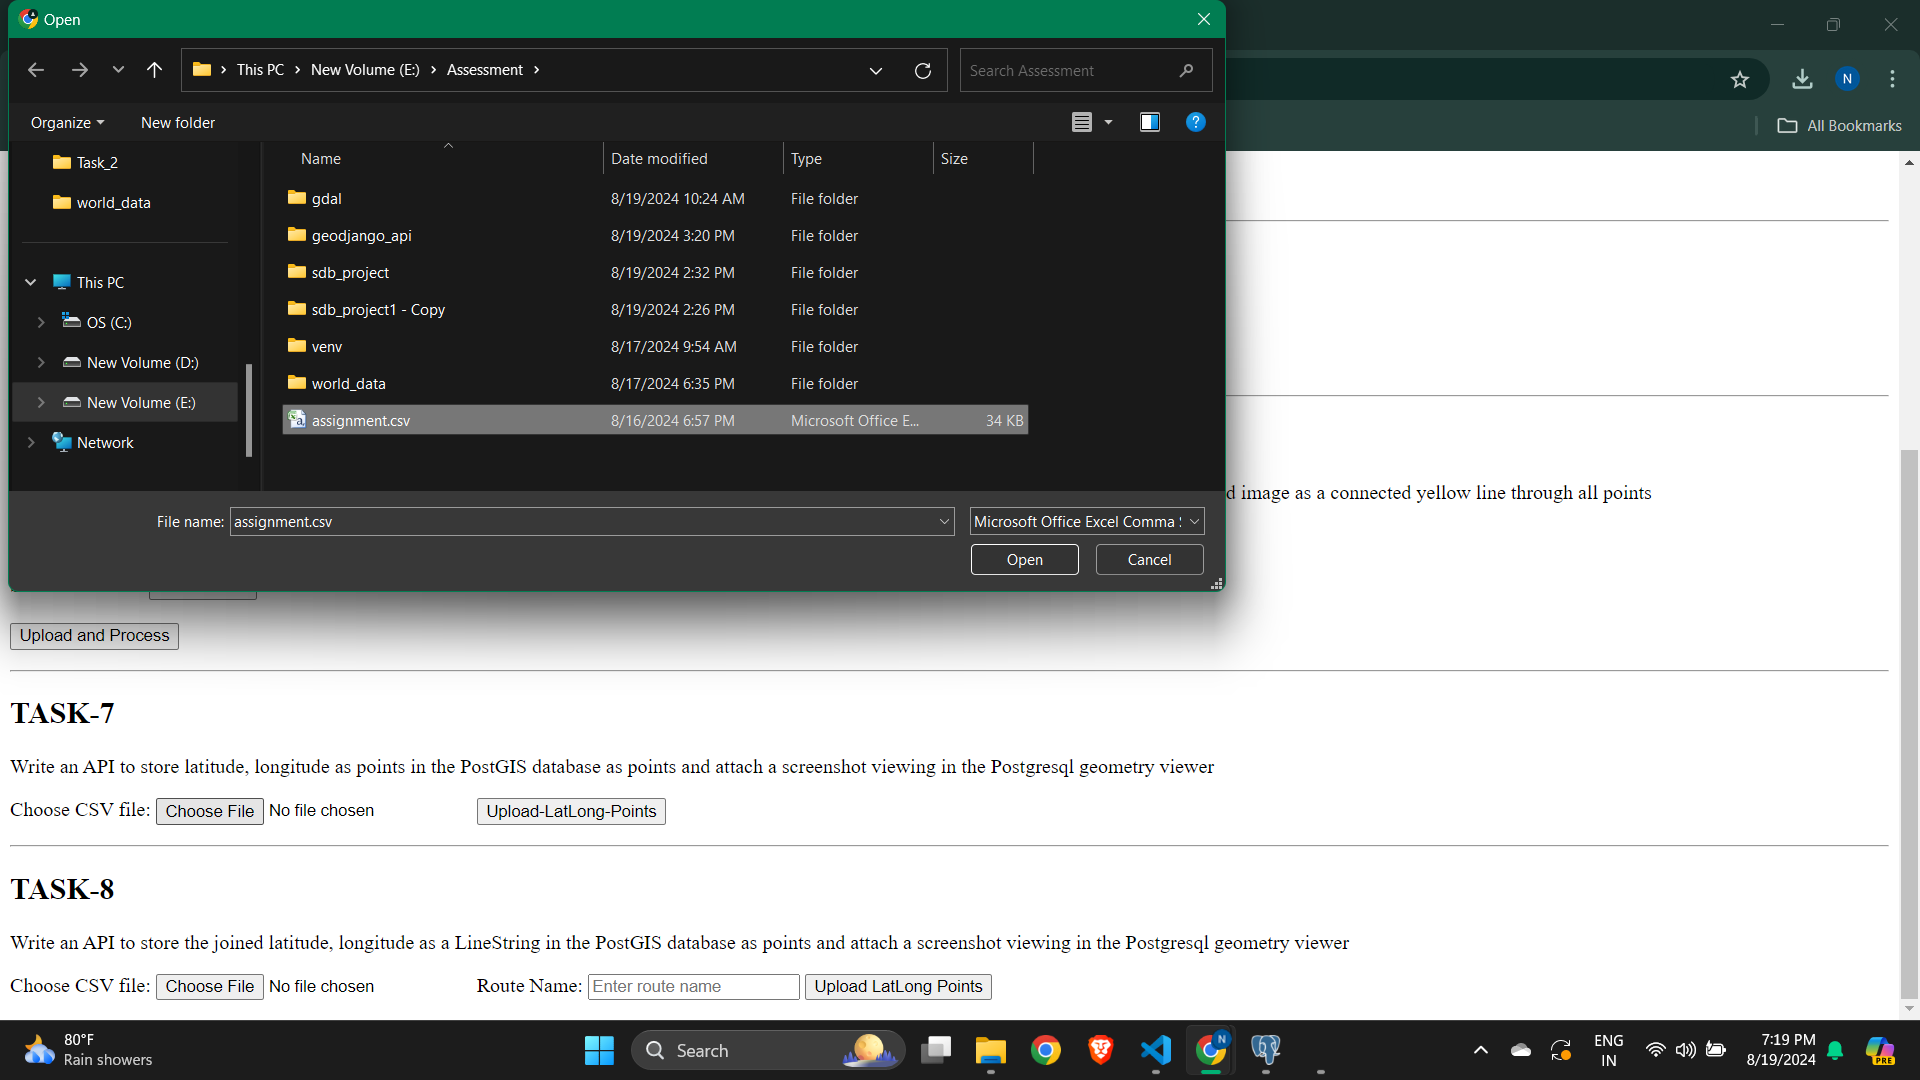 Open
This PC
New Volume (E:)
Assessment
Search Assessment
N
Organize
New folder
?
All Bookmarks
Task_2
world_data
This PC
OS (C:)
New Volume (D:)
New Volume (E:)
Network
Name Date modified Type Size
gdal 8/19/2024 10:24 AM File folder
geodjango_api 8/19/2024 3:20 PM File folder
sdb_project 8/19/2024 2:32 PM File folder
sdb_project1 - Copy 8/19/2024 2:26 PM File folder
venv 8/17/2024 9:54 AM File folder
world_data 8/17/2024 6:35 PM File folder
assignment.csv 8/16/2024 6:57 PM Microsoft Office E... 34 KB
d image as a connected yellow line through all points
File name: assignment.csv Microsoft Office Excel Comma
Open Cancel
Upload and Process
TASK-7
Write an API to store latitude, longitude as points in the PostGIS database as points and attach a screenshot viewing in the Postgresql geometry viewer
Choose CSV file: Choose File No file chosen Upload-LatLong-Points
TASK-8
Write an API to store the joined latitude, longitude as a LineString in the PostGIS database as points and attach a screenshot viewing in the Postgresql geometry viewer
Choose CSV file: Choose File No file chosen Route Name: Enter route name Upload LatLong Points
80°F
Rain showers
Search
N
ENG
IN
7:19 PM
8/19/2024
PRE